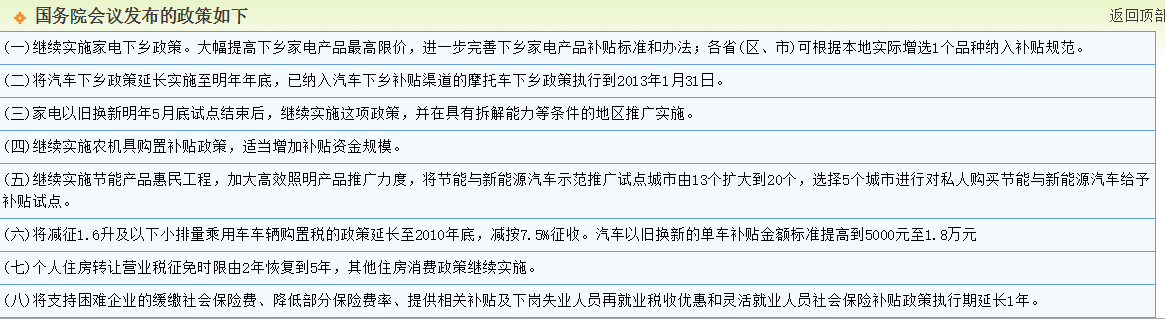 国务院会议发布的政策如下
返回顶部
(一)继续实施家电下乡政策。大幅提高下乡家电产品最高限价，进一步完善下乡家电产品补贴标准和办法；各省(区、市)可根据本地实际增选1个品种纳入补贴规范。
(二)将汽车下乡政策延长实施至明年年底，已纳入汽车下乡补贴渠道的摩托车下乡政策执行到2013年1月31日。
(三)家电以旧换新明年5月底试点结束后，继续实施这项政策，并在具有拆解能力等条件的地区推广实施。
(四)继续实施农机具购置补贴政策，适当增加补贴资金规模。
(五)继续实施节能产品惠民工程，加大高效照明产品推广力度，将节能与新能源汽车示范推广试点城市由13个扩大到20个，选择5个城市进行对私人购买节能与新能源汽车给予
补贴试点。
(六)将减征1.6升及以下小排量乘用车车辆购置税的政策延长至2010年底，减按7.5%征收。汽车以旧换新的单车补贴金额标准提高到5000元至1.8万元
(七)个人住房转让营业税征免时限由2年恢复到5年，其他住房消费政策继续实施。
(八)将支持困难企业的缓缴社会保险费、降低部分保险费率、提供相关补贴及下岗失业人员再就业税收优惠和灵活就业人员社会保险补贴政策执行期延长1年。